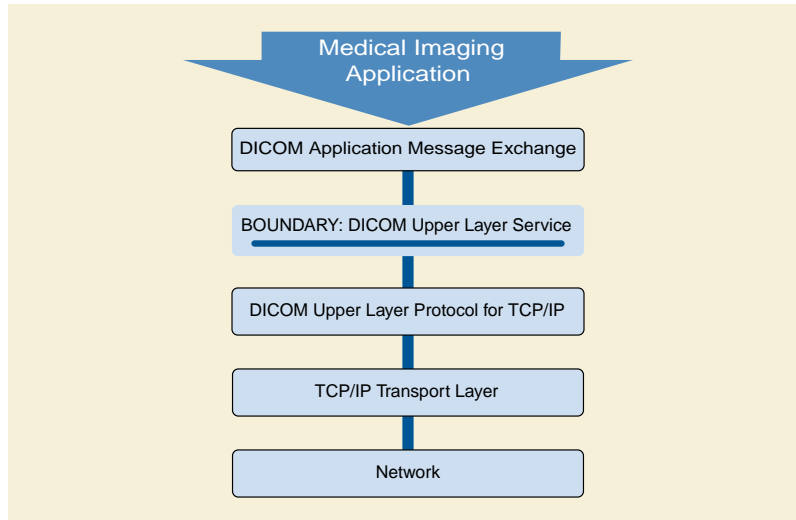 Medical Imaging
Application
DICOM Application Message Exchange
BOUNDARY: DICOM Upper Layer Service
DICOM Upper Layer Protocol for TCP/IP
TCP/IP Transport Layer
Network